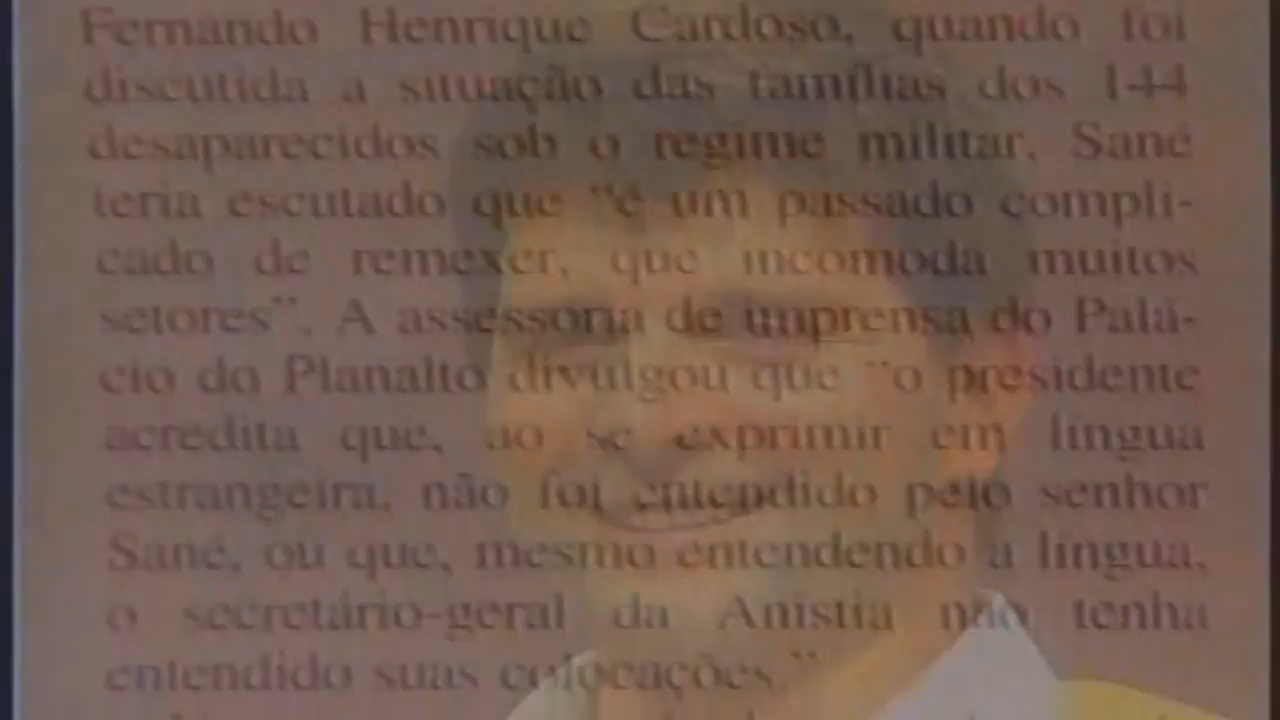 Fernando Henrique Cardoso, quando foi
discutida a situação das famílias dos 144
desaparecidos sob o regime militar. Sané
teria escutado que “é um passado compli-
cado de remexer, que incomoda muitos
setores”. A assessoria de imprensa do Palá-
cio do Planalto divulgou que “o presidente
acredita que, ao se exprimir em língua
estrangeira, não foi entendido pelo senhor
Sané, ou que, mesmo entendendo a língua,
o secretário-geral da Anistia não tenha
entendido suas colocações.”